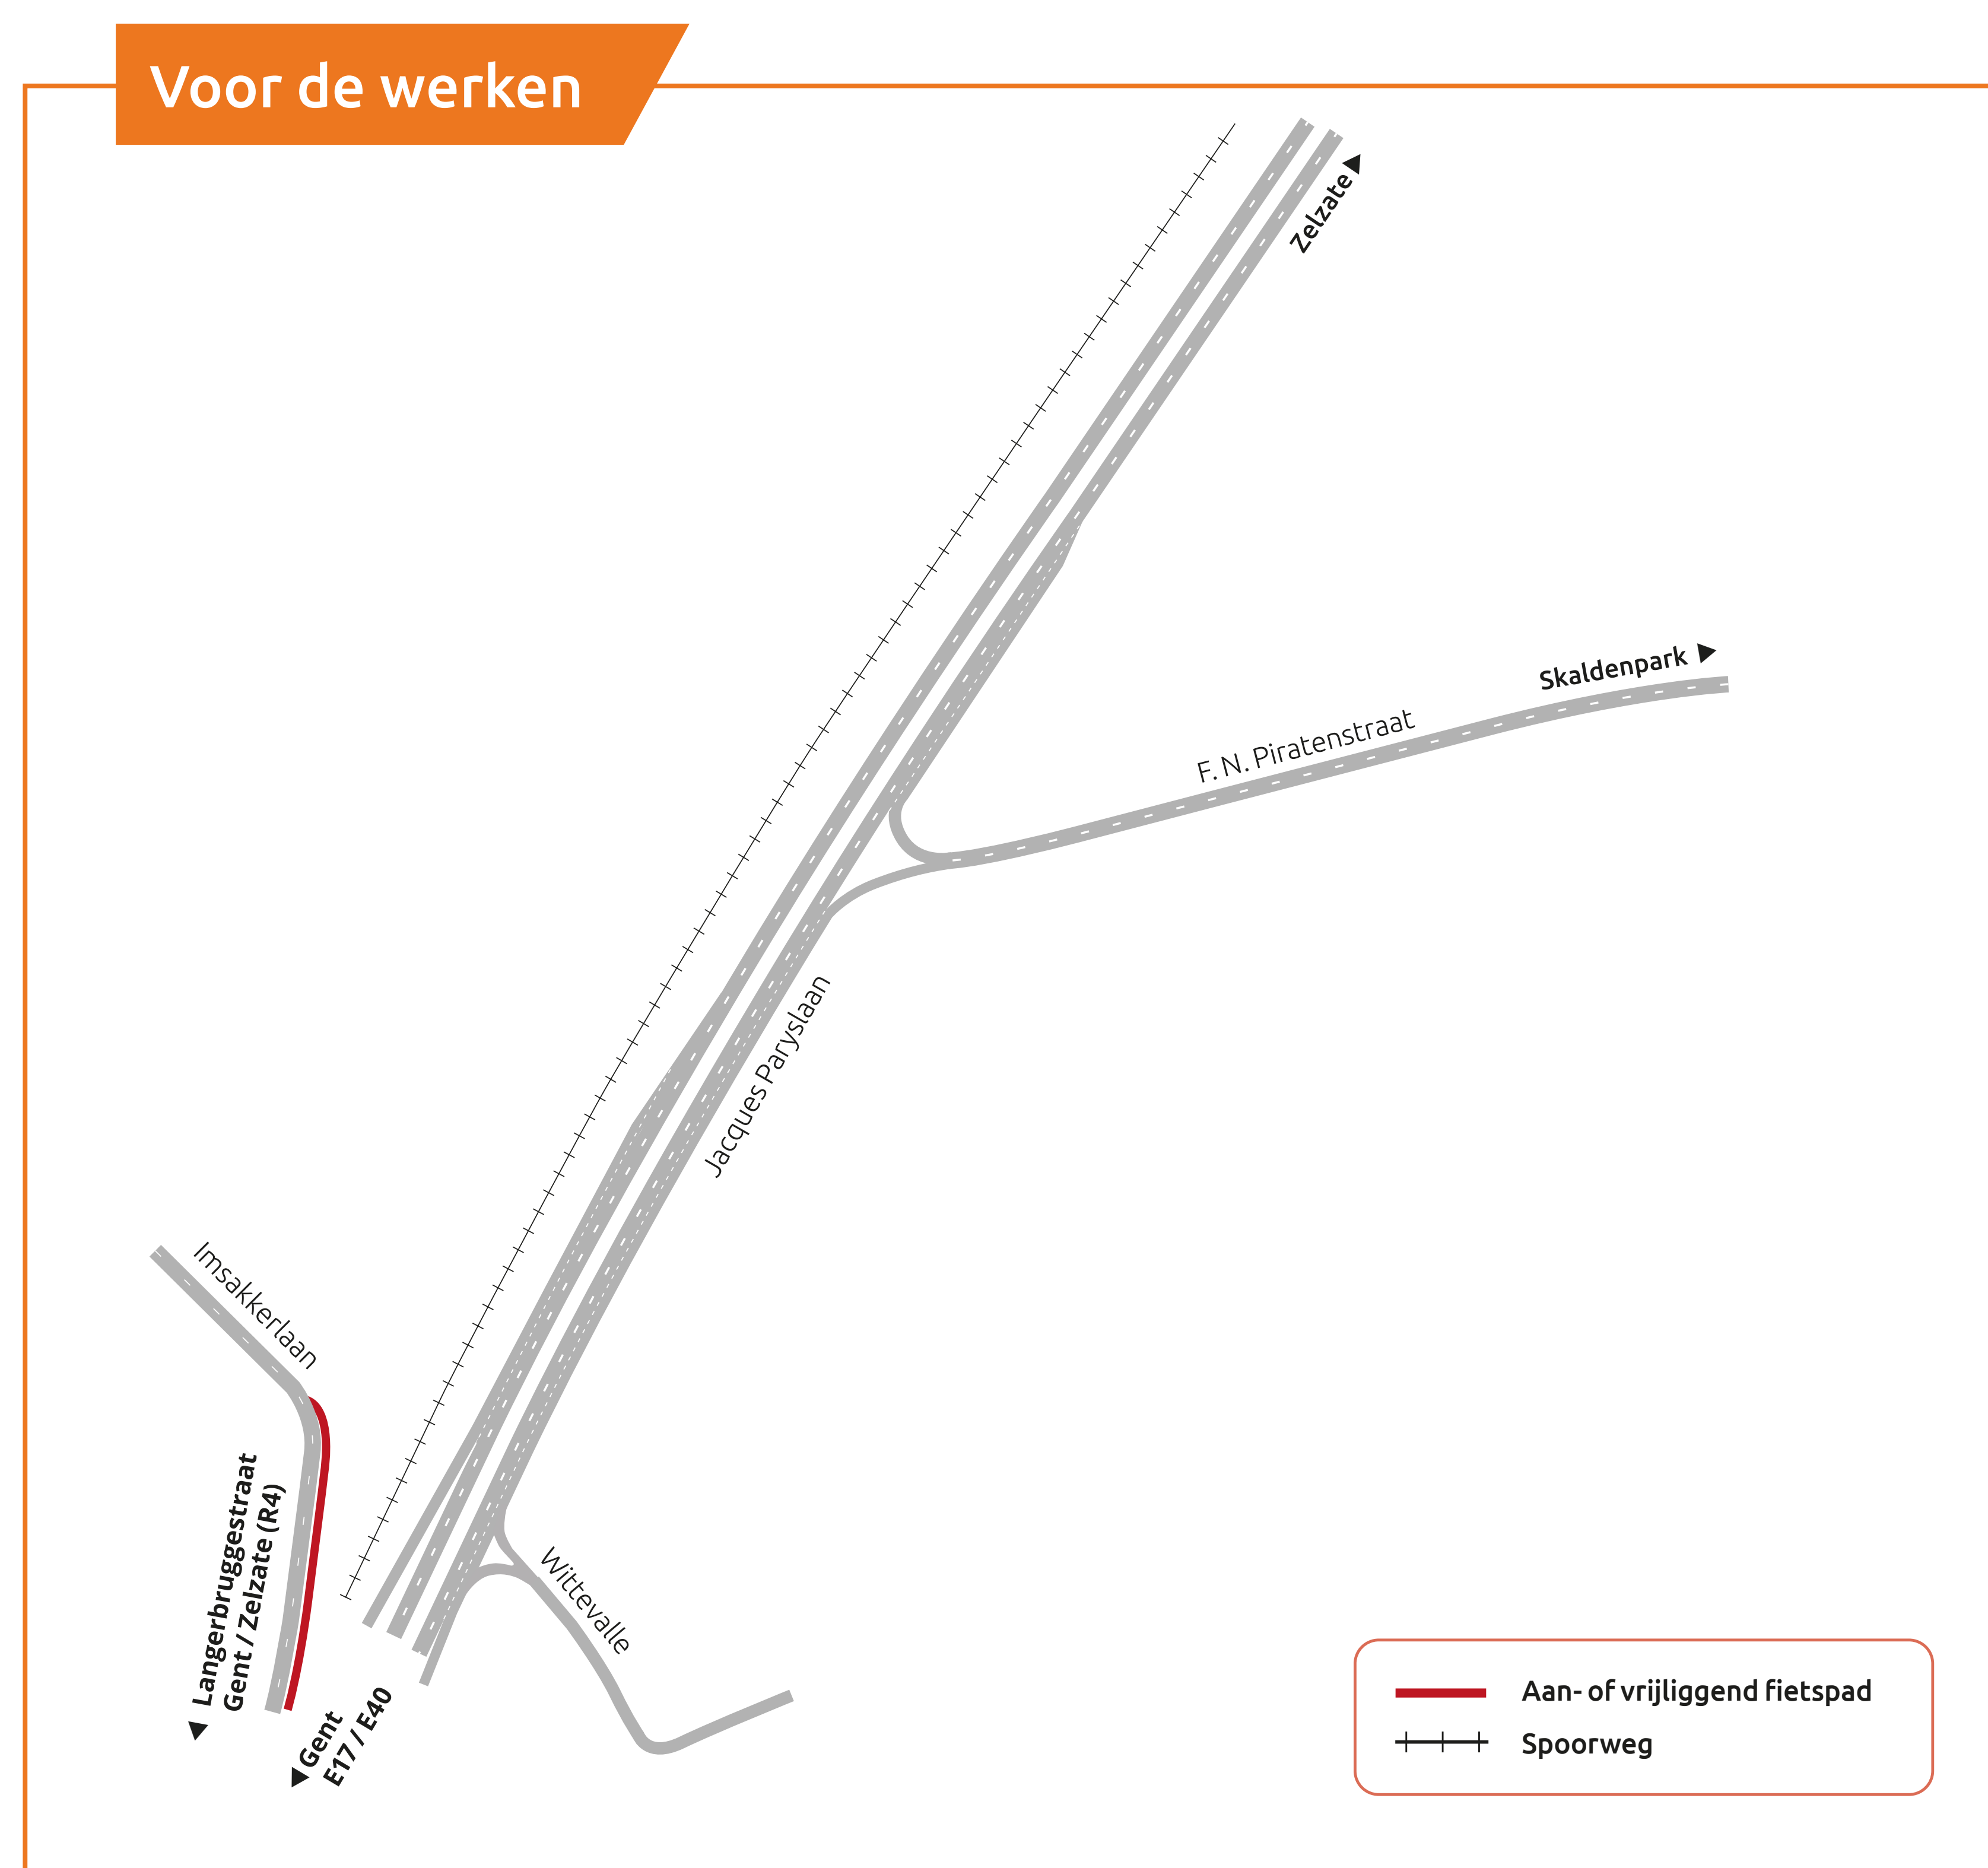 Voor de werken
Zelzate
Skaldenpark
F. N. Piratenstraat
Jacques Paryslaan
Imsakkerlaan
Langerbruggestraat
Gent / Zelzate (R4)
Wittevalle
Gent
E17 / E40
Aan- of vrijliggend fietspad
Spoorweg